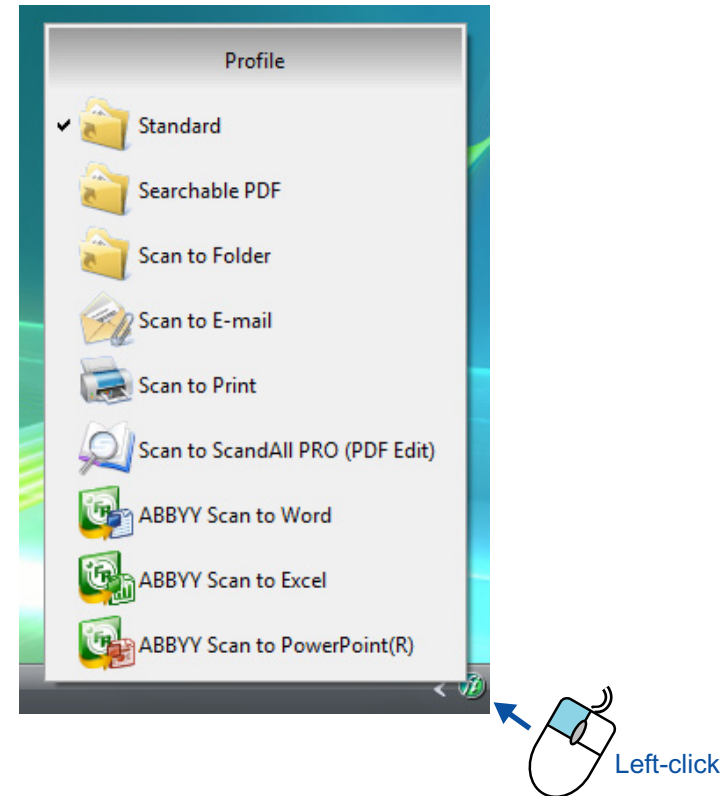 Profile
Standard
Searchable PDF
Scan to Folder
Scan to E-mail
Scan to Print
Scan to ScandAll PRO (PDF Edit)
ABBYY Scan to Word
ABBYY Scan to Excel
ABBYY Scan to PowerPoint(R)
Left-click